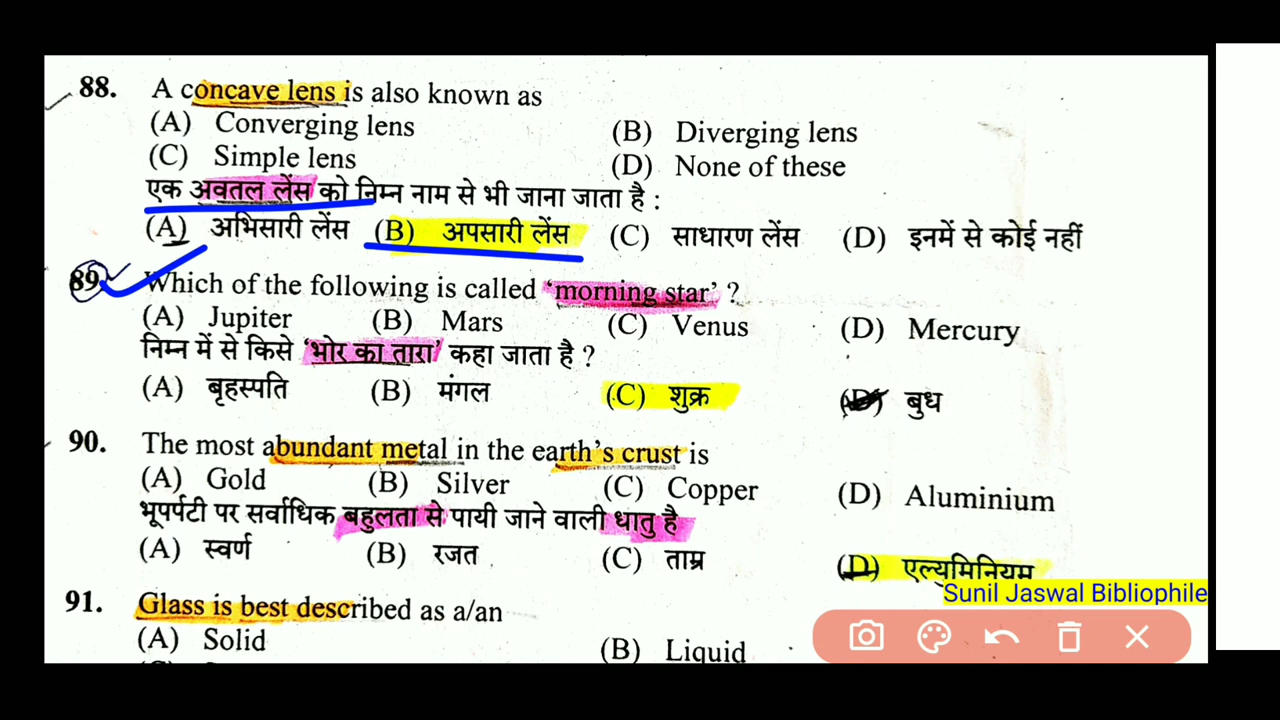 88. A concave lens is also known as
(A) Converging lens (B) Diverging lens
(C) Simple lens (D) None of these
एक अवतल लेंस को निम्न नाम से भी जाना जाता है :
(A) अभिसारी लेंस (B) अपसारी लेंस (C) साधारण लेंस (D) इनमें से कोई नहीं
89. Which of the following is called ‘morning star’ ?
(A) Jupiter (B) Mars (C) Venus (D) Mercury
निम्न में से किसे ‘भोर का तारा’ कहा जाता है ?
(A) बृहस्पति (B) मंगल (C) शुक्र (D) बुध
90. The most abundant metal in the earth’s crust is
(A) Gold (B) Silver (C) Copper (D) Aluminium
भूपर्पटी पर सर्वाधिक बहुलता से पायी जाने वाली धातु है
(A) स्वर्ण (B) रजत (C) ताम्र (D) एल्यूमिनियम
Sunil Jaswal Bibliophile
91. Glass is best described as a/an
(A) Solid (B) Liquid